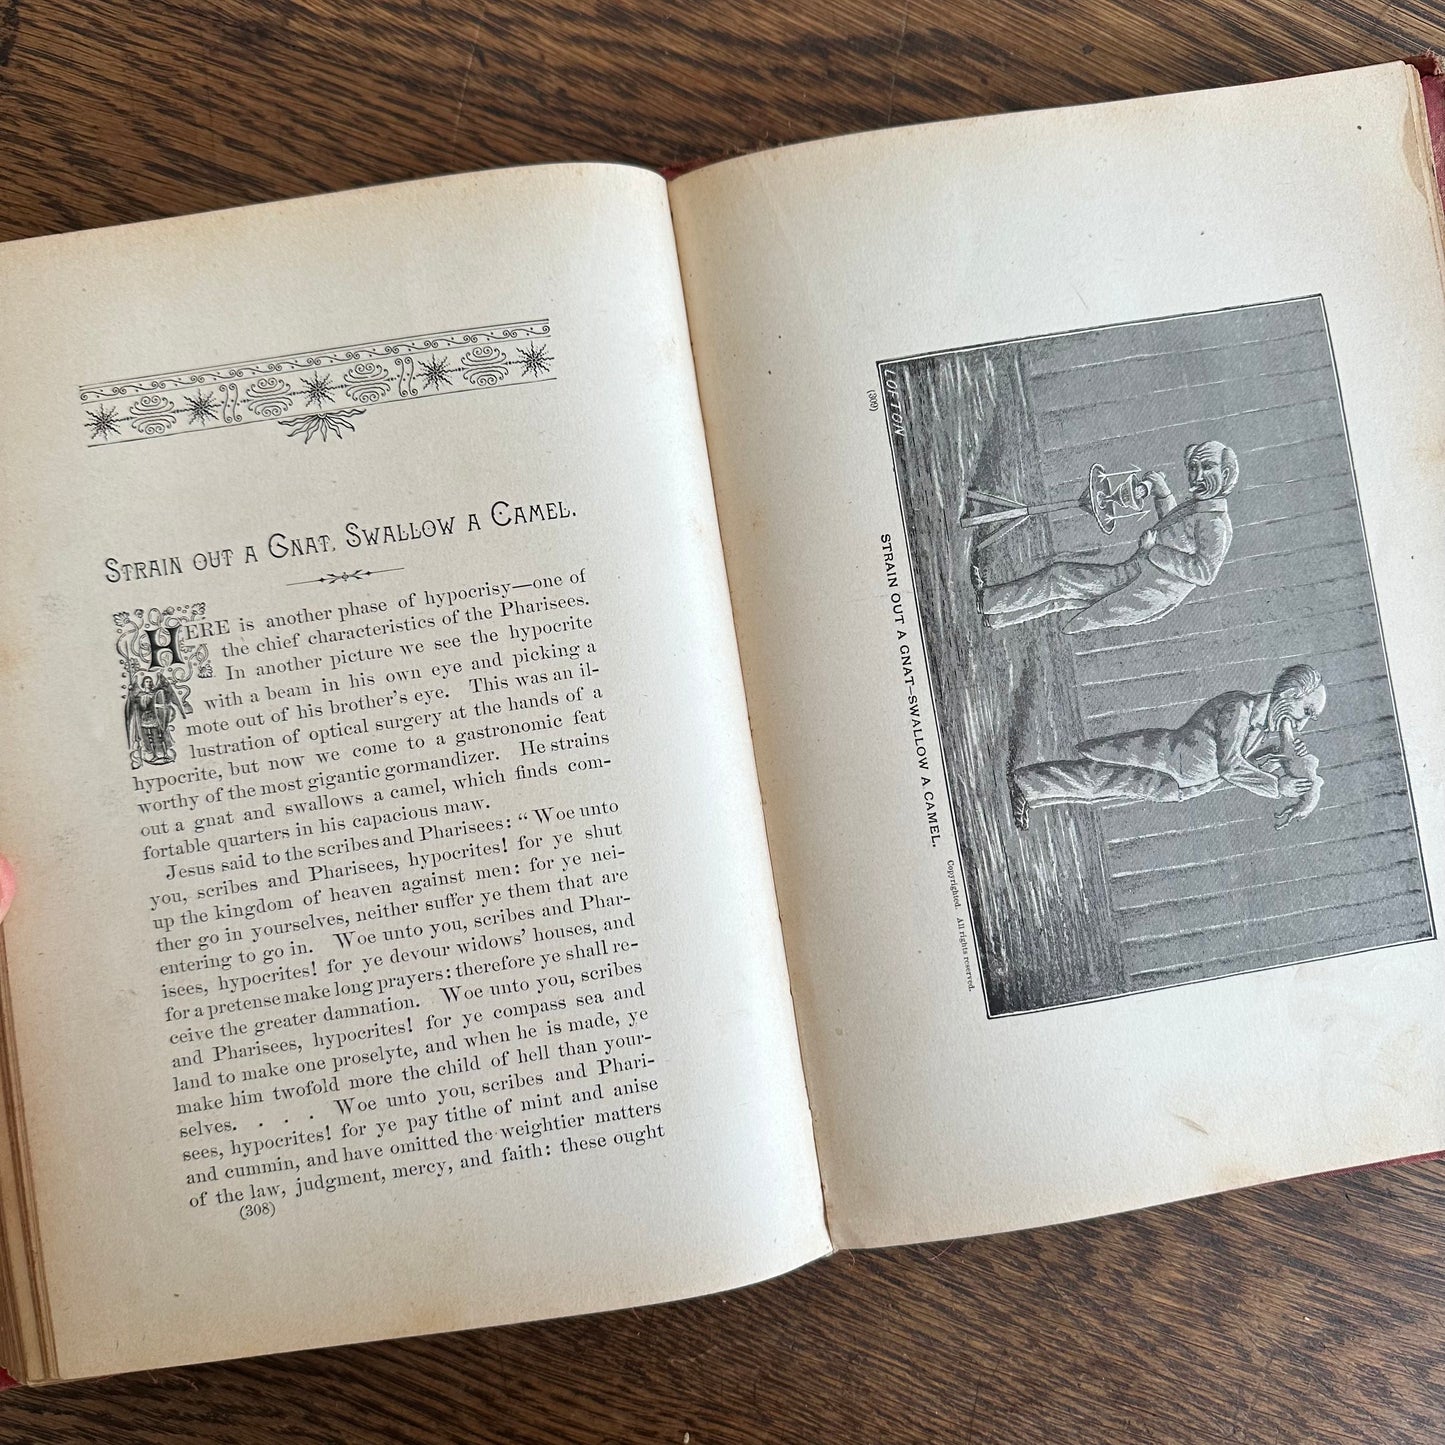 STRAIN OUT A GNAT, SWALLOW A CAMEL.
HERE is another phase of hypocrisy—one of
the chief characteristics of the Pharisees.
In another picture we see the hypocrite
with a beam in his own eye and picking a
mote out of his brother's eye. This was an il-
lustration of optical surgery at the hands of a
hypocrite, but now we come to a gastronomic feat
worthy of the most gigantic gormandizer. He strains
out a gnat and swallows a camel, which finds com-
fortable quarters in his capacious maw.
Jesus said to the scribes and Pharisees: “Woe unto
you, scribes and Pharisees, hypocrites! for ye shut
up the kingdom of heaven against men: for ye nei-
ther go in yourselves, neither suffer ye them that are
entering to go in. Woe unto you, scribes and Phar-
isees, hypocrites! for ye devour widows' houses, and
for a pretense make long prayers: therefore ye shall re-
ceive the greater damnation. Woe unto you, scribes
and Pharisees, hypocrites! for ye compass sea and
land to make one proselyte, and when he is made, ye
make him twofold more the child of hell than your-
selves. . . . Woe unto you, scribes and Phari-
sees, hypocrites! for ye pay tithe of mint and anise
and cummin, and have omitted the weightier matters
of the law, judgment, mercy, and faith: these ought
(308)
LOFTON
(309)
STRAIN OUT A GNAT–SWALLOW A CAMEL.
Copyrighted. All rights reserved.